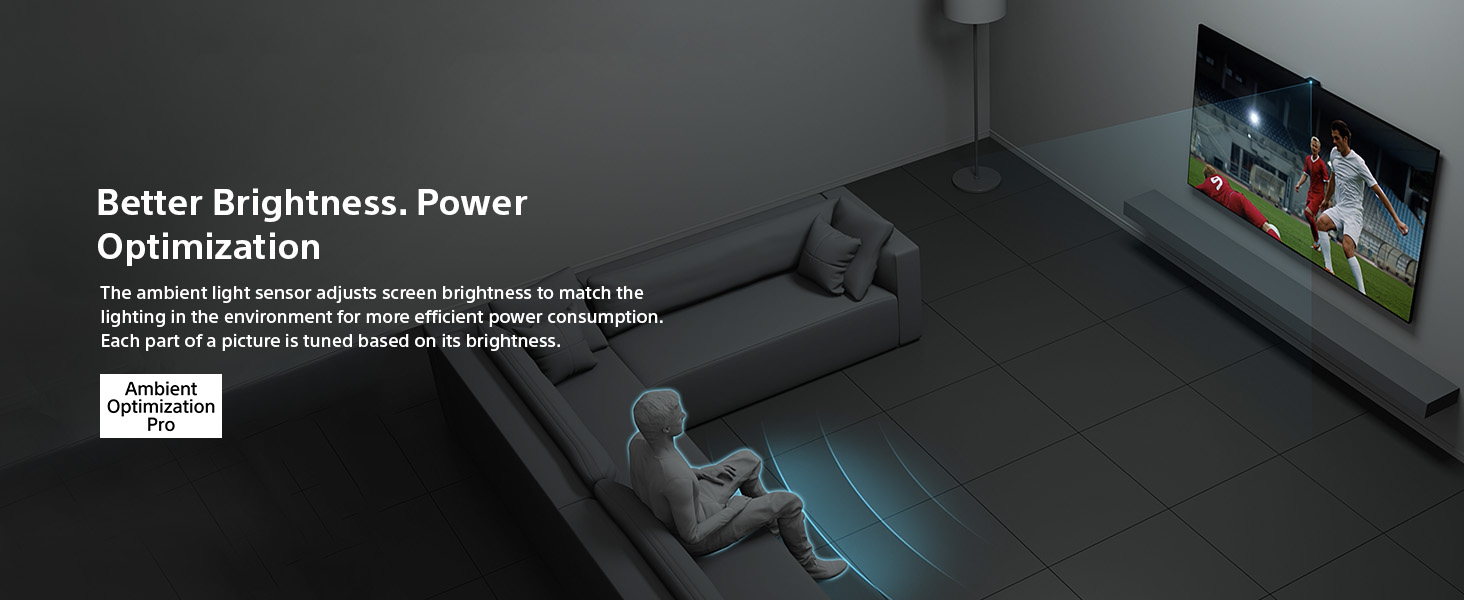 Better Brightness. Power
Optimization
The ambient light sensor adjusts screen brightness to match the
lighting in the environment for more efficient power consumption.
Each part of a picture is tuned based on its brightness.
Ambient
Optimization
Pro
9